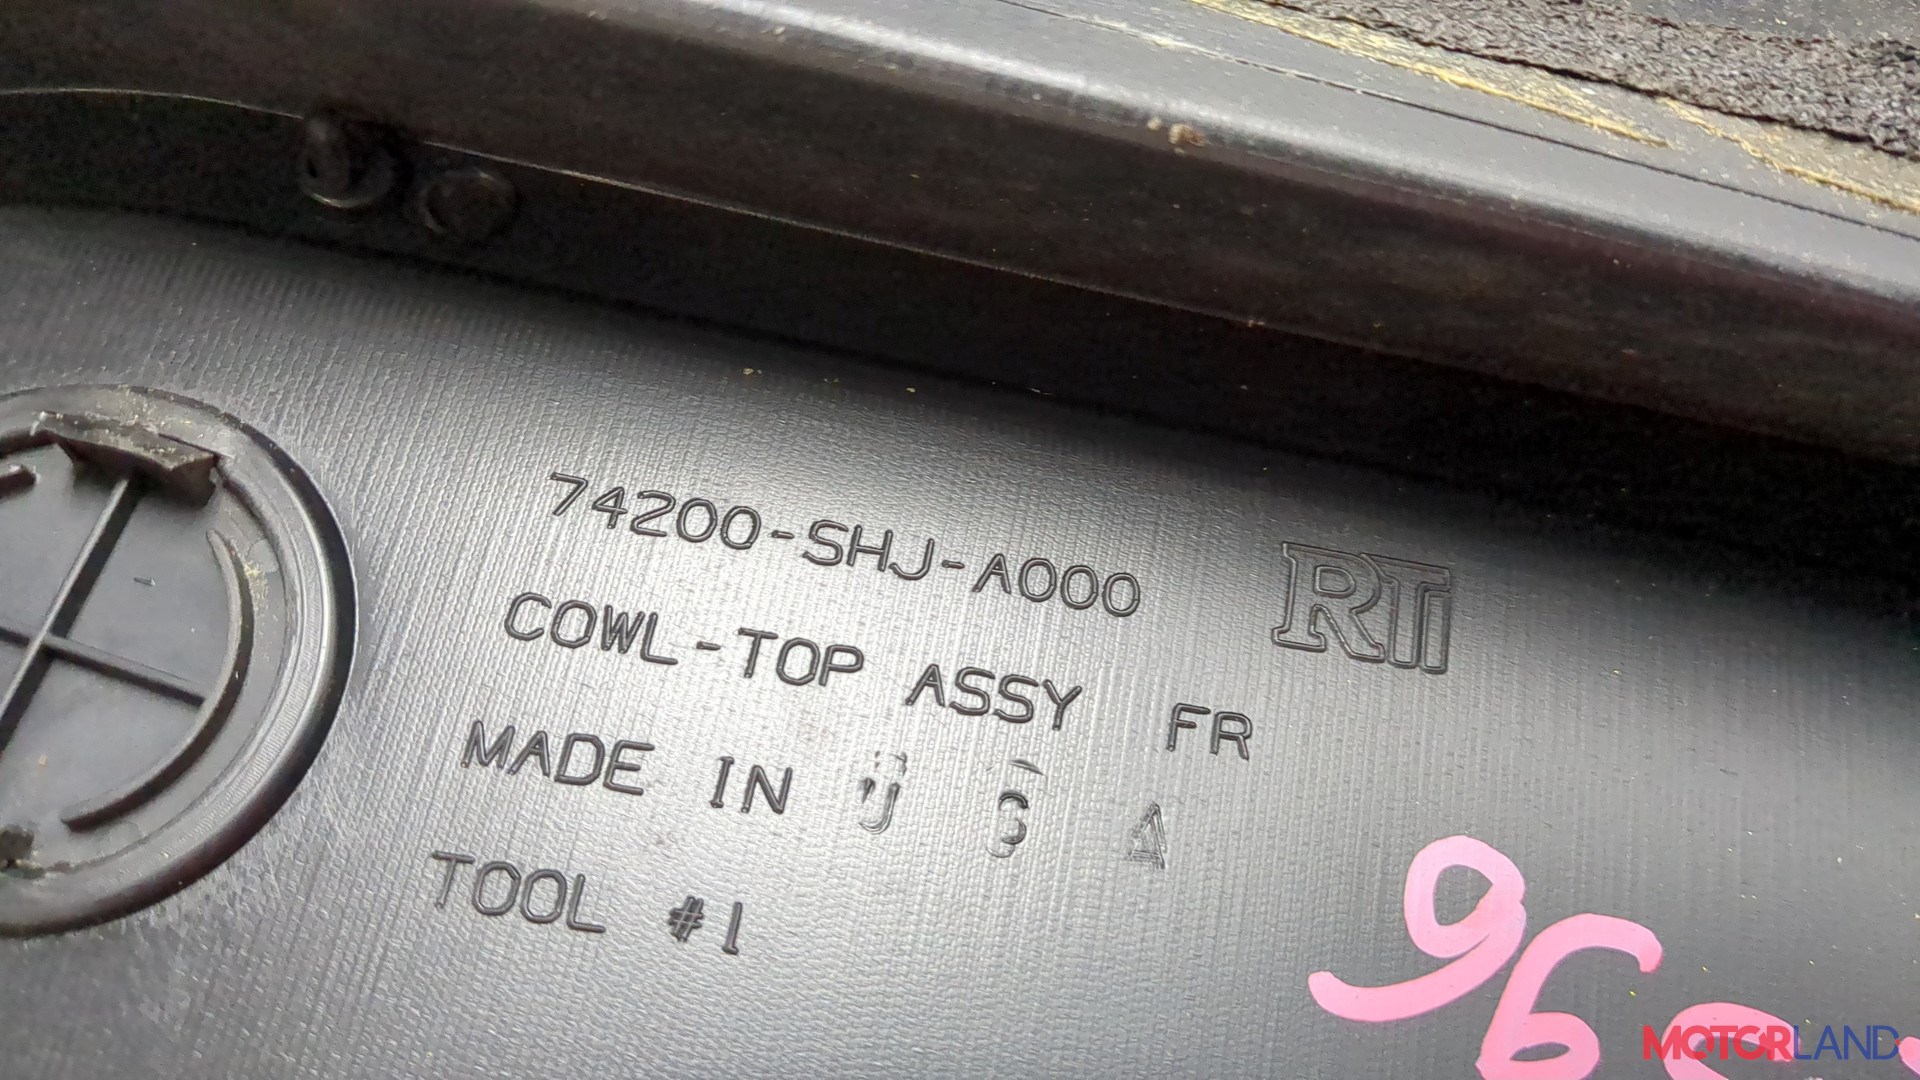 74200-SHJ-A000 RTi
COWL-TOP ASSY FR
MADE IN U S A
TOOL #1
96
MOTORLAND